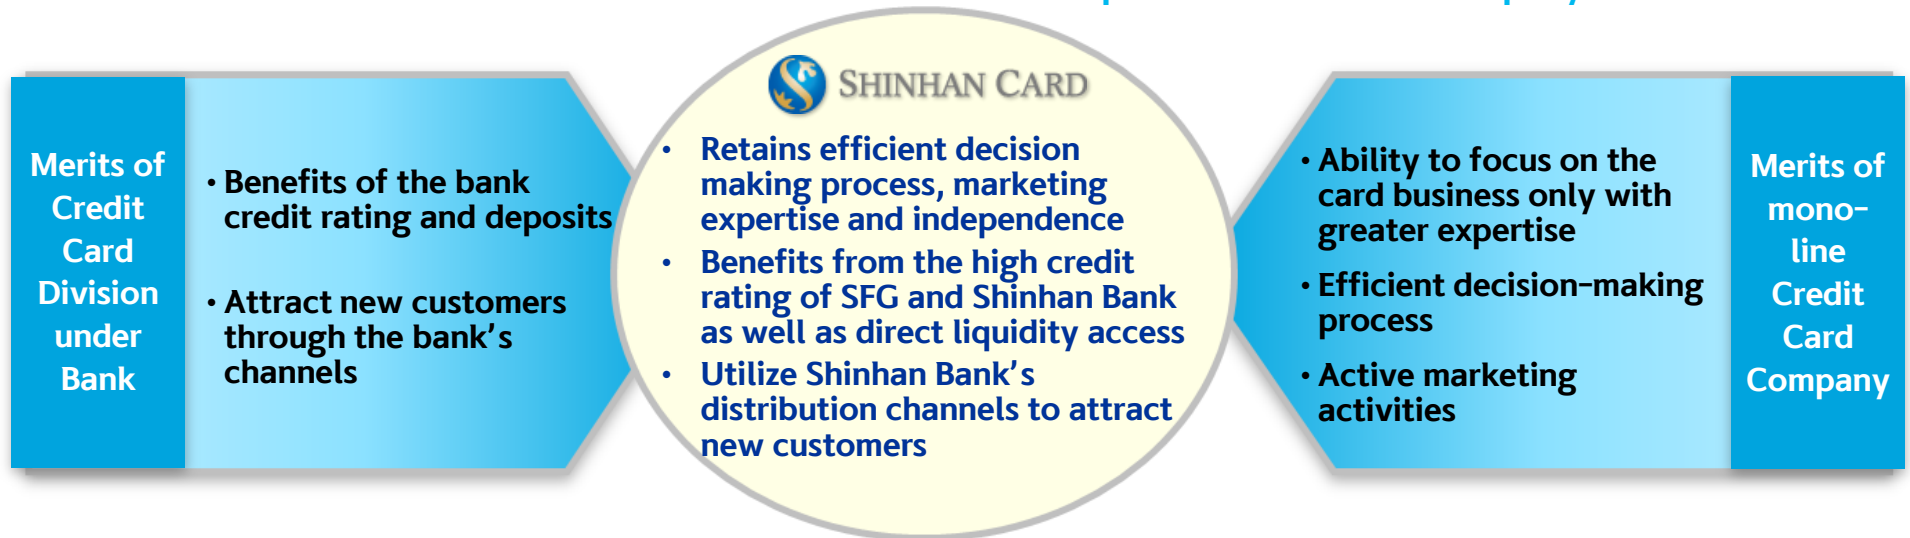 Merits of
Credit
Card
Division
under
Bank
• Benefits of the bank
credit rating and deposits
• Attract new customers
through the bank's
channels
SHINHAN CARD
• Retains efficient decision
making process, marketing
expertise and independence
• Benefits from the high credit
rating of SFG and Shinhan Bank
as well as direct liquidity access
• Utilize Shinhan Bank's
distribution channels to attract
new customers
• Ability to focus on the
card business only with
greater expertise
• Efficient decision-making
process
• Active marketing
activities
Merits of
mono-
line
Credit
Card
Company